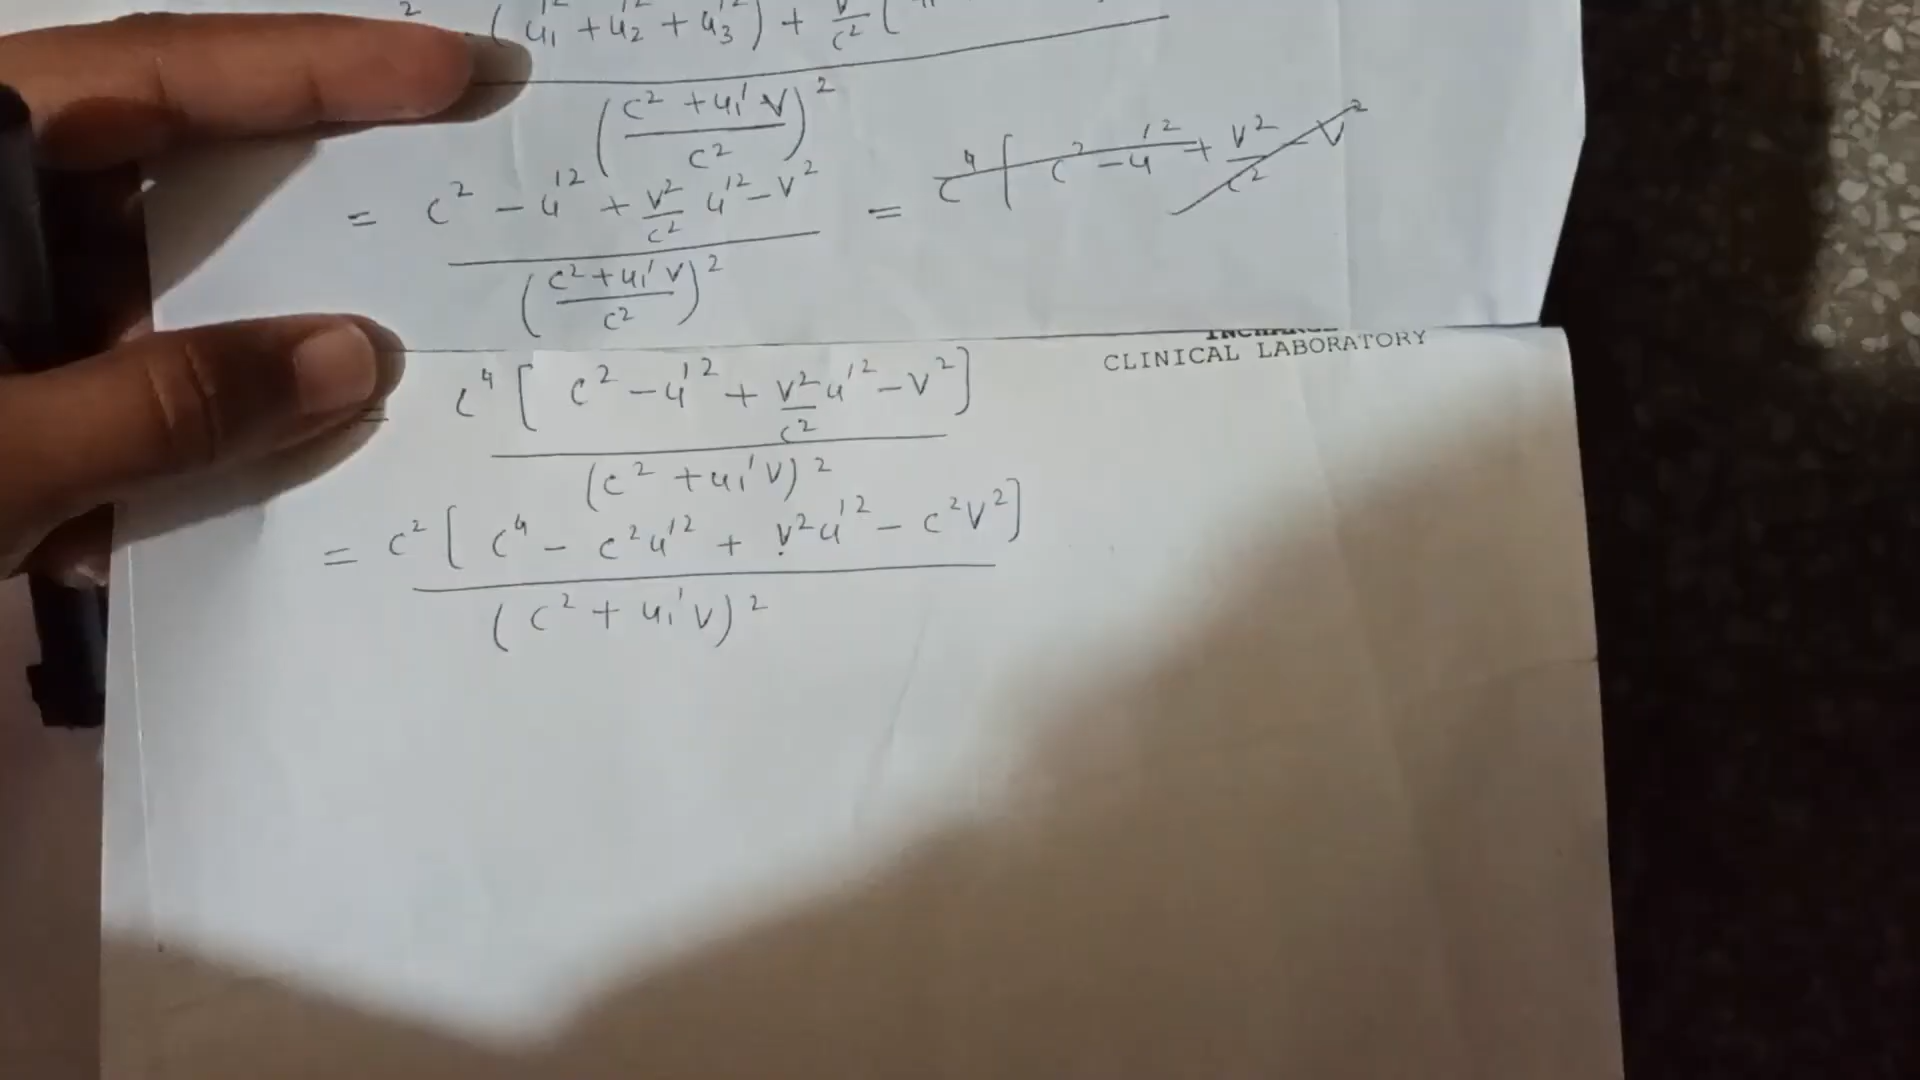 2 (u₁'² + u₂'² + u₃'²) + v/c² (
((c² + u₁'v)/c²)²
= (c² - u'² + v²/c² u'² - v²)/((c² + u₁'v)/c²)² = c⁴[ c² - u'² + v²/c² - v²
INCHARGE
CLINICAL LABORATORY
= c⁴[ c² - u'² + v²/c² u'² - v²]/(c² + u₁'v)²
= c²[ c⁴ - c²u'² + v²u'² - c²v²]/(c² + u₁'v)²